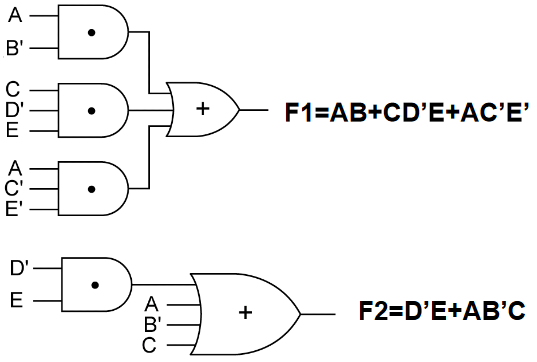 A
B'
C
D'
E
F1=AB+CD’E+AC’E’
A
C'
E'
D'
E
A
B'
C
F2=D’E+AB’C